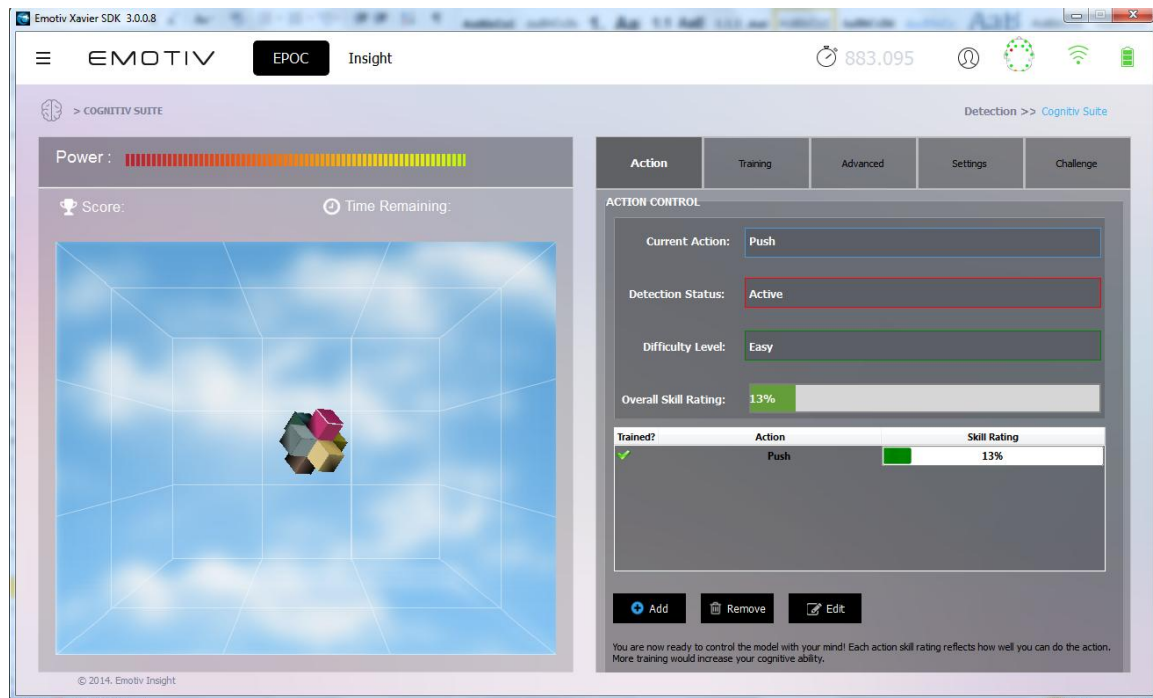 Emotiv Xavier SDK 3.0.0.8
EMOTIV
EPOC
Insight
883.095
> COGNITIV SUITE
Detection >> Cognitiv Suite
Power :
Score:
Time Remaining:
Action
Training
Advanced
Settings
Challenge
ACTION CONTROL
Current Action: Push
Detection Status: Active
Difficulty Level: Easy
Overall Skill Rating: 13%
Trained? Action Skill Rating
Push 13%
Add
Remove
Edit
You are now ready to control the model with your mind! Each action skill rating reflects how well you can do the action.
More training would increase your cognitive ability.
© 2014. Emotiv Insight